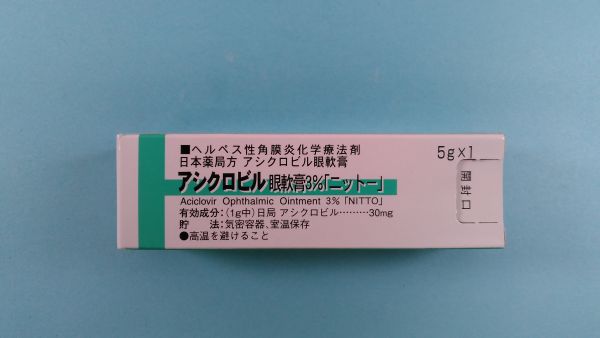 ■ヘルペス性角膜炎化学療法剤
日本薬局方 アシクロビル眼軟膏
アシクロビル眼軟膏3%「ニットー」
Aciclovir Ophthalmic Ointment 3%「NITTO」
有効成分:(1g中)日局 アシクロビル………30mg
貯　　法:気密容器、室温保存
●高温を避けること
5g×1
開封口